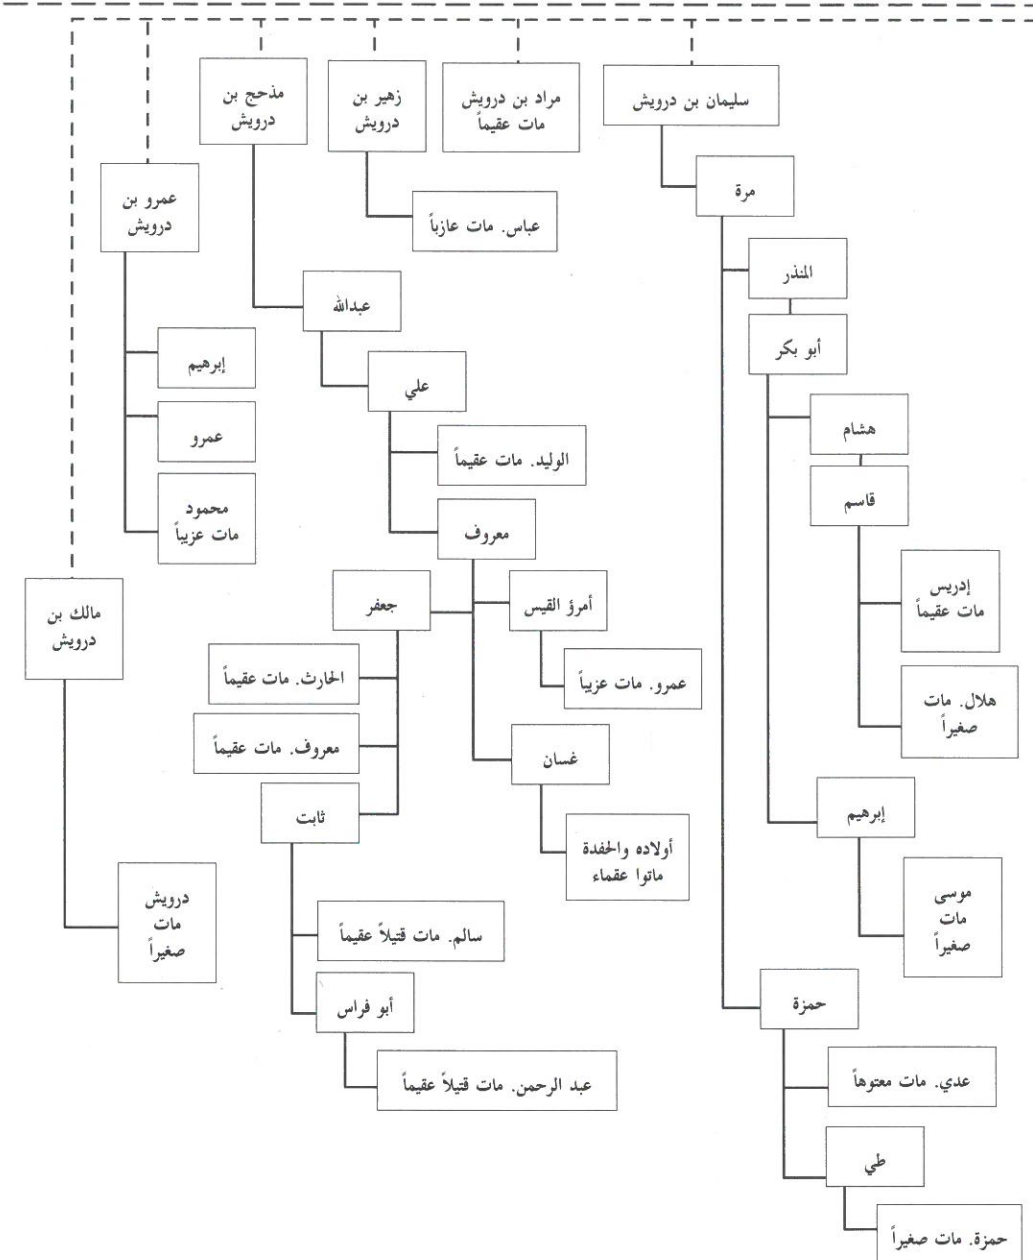 سليمان بن درويش
مرة
المنذر
أبو بكر
هشام
قاسم
إدريس
مات عقيماً
هلال. مات
صغيراً
إبرهيم
موسى
مات
صغيراً
حمزة
عدي. مات معتوهاً
طي
حمزة. مات صغيراً
مراد بن درويش
مات عقيماً
زهير بن
درويش
عباس. مات عازباً
مذحج بن
درويش
عبدالله
علي
الوليد. مات عقيماً
معروف
أمرؤ القيس
عمرو. مات عزيباً
غسان
أولاده والحفدة
ماتوا عقماء
جعفر
الحارث. مات عقيماً
معروف. مات عقيماً
ثابت
سالم. مات قتيلاً عقيماً
أبو فراس
عبد الرحمن. مات قتيلاً عقيماً
عمرو بن
درويش
إبرهيم
عمرو
محمود
مات عزيباً
مالك بن
درويش
درويش
مات
صغيراً